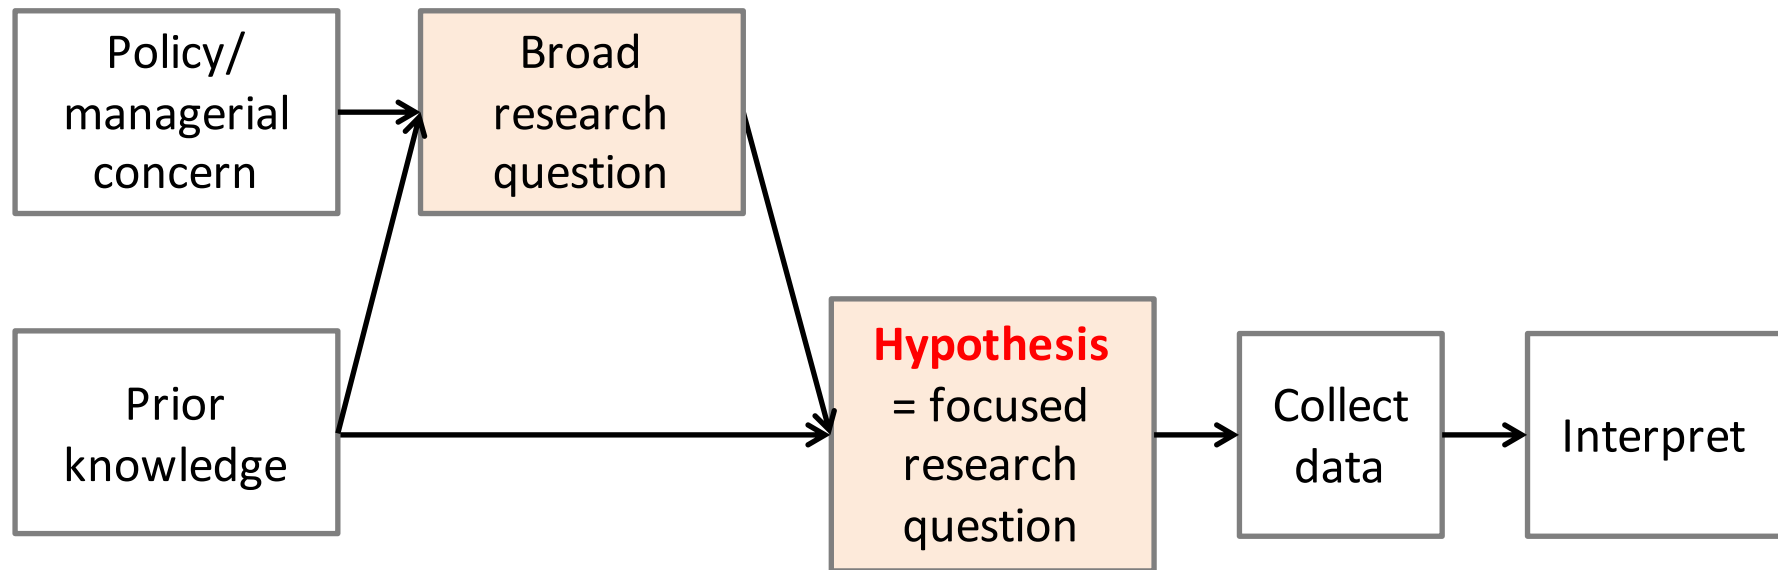 Policy/
managerial
concern
Broad
research
question
Prior
knowledge
Hypothesis
= focused
research
question
Collect
data
Interpret